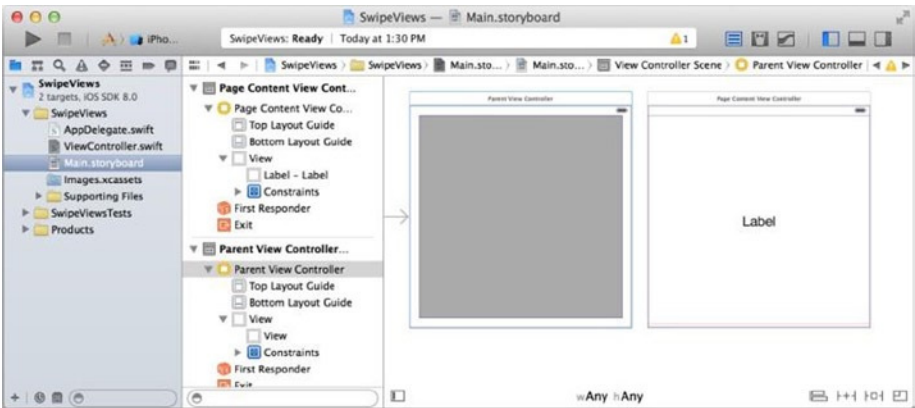 SwipeViews — Main.storyboard
iPho...
SwipeViews: Ready | Today at 1:30 PM
1
SwipeViews
2 targets, iOS SDK 8.0
SwipeViews
AppDelegate.swift
ViewController.swift
Main.storyboard
Images.xcassets
Supporting Files
SwipeViewsTests
Products
SwipeViews
SwipeViews
Main.sto...
Main.sto...
View Controller Scene
Parent View Controller
Page Content View Cont...
Page Content View Co...
Top Layout Guide
Bottom Layout Guide
View
Label - Label
Constraints
First Responder
Exit
Parent View Controller...
Parent View Controller
Top Layout Guide
Bottom Layout Guide
View
View
Constraints
First Responder
Exit
Parent View Controller
Page Content View Controller
Label
wAny hAny